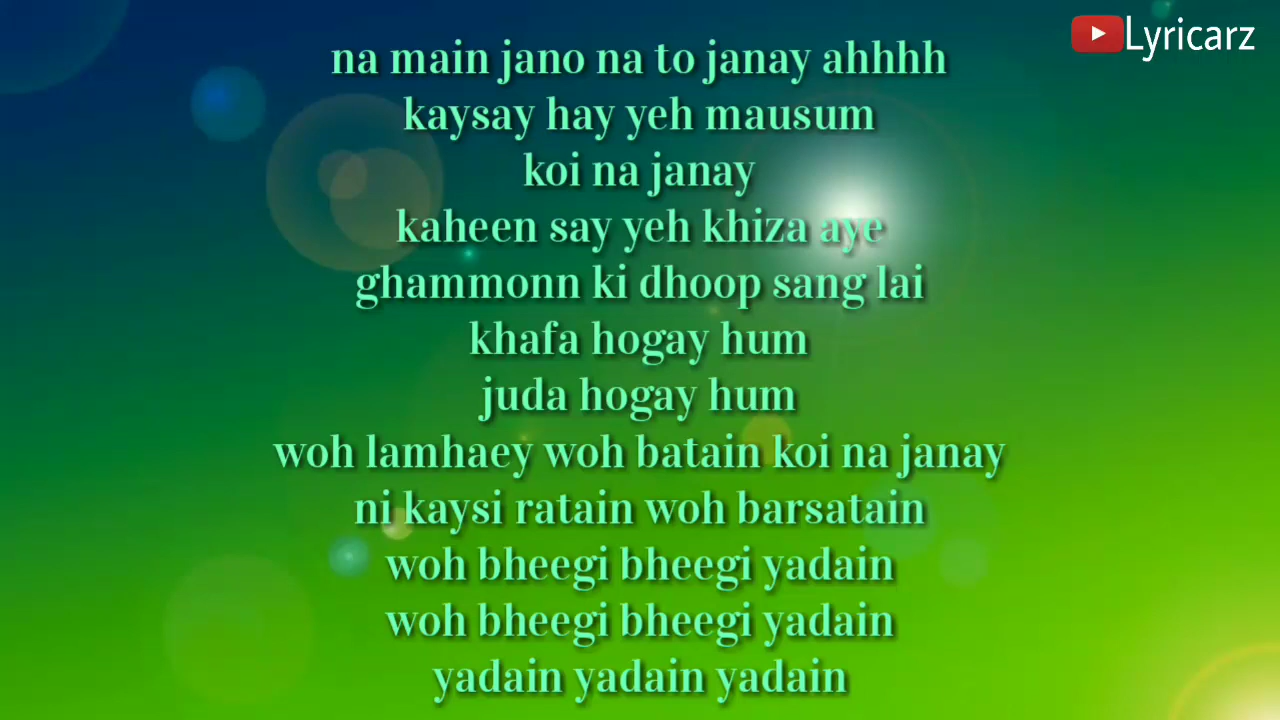 Lyricarz
na main jano na to janay ahhhh
kaysay hay yeh mausum
koi na janay
kaheen say yeh khiza aye
ghammonn ki dhoop sang lai
khafa hogay hum
juda hogay hum
woh lamhaey woh batain koi na janay
ni kaysi ratain woh barsatain
woh bheegi bheegi yadain
woh bheegi bheegi yadain
yadain yadain yadain